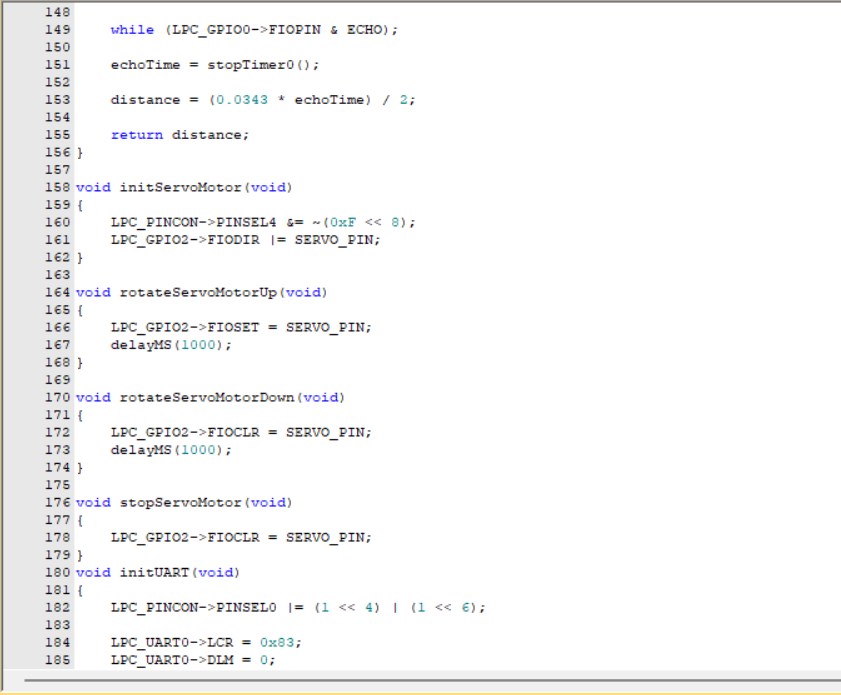 148
149 while (LPC_GPIO0->FIOPIN & ECHO);
150
151 echoTime = stopTimer0();
152
153 distance = (0.0343 * echoTime) / 2;
154
155 return distance;
156 }
157
158 void initServoMotor(void)
159 {
160 LPC_PINCON->PINSEL4 &= ~(0xF << 8);
161 LPC_GPIO2->FIODIR |= SERVO_PIN;
162 }
163
164 void rotateServoMotorUp(void)
165 {
166 LPC_GPIO2->FIOSET = SERVO_PIN;
167 delayMS(1000);
168 }
169
170 void rotateServoMotorDown(void)
171 {
172 LPC_GPIO2->FIOCLR = SERVO_PIN;
173 delayMS(1000);
174 }
175
176 void stopServoMotor(void)
177 {
178 LPC_GPIO2->FIOCLR = SERVO_PIN;
179 }
180 void initUART(void)
181 {
182 LPC_PINCON->PINSEL0 |= (1 << 4) | (1 << 6);
183
184 LPC_UART0->LCR = 0x83;
185 LPC_UART0->DLM = 0;